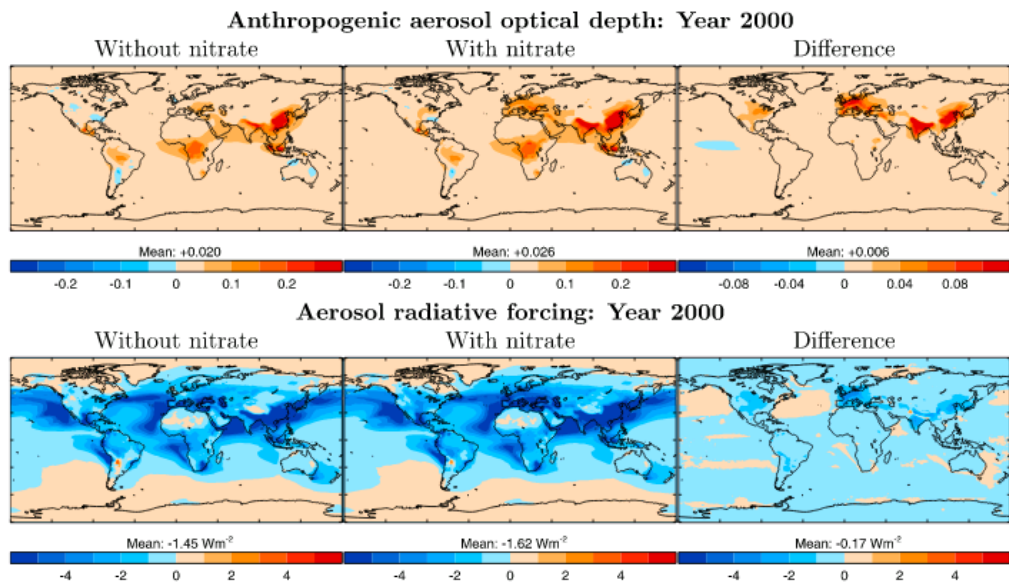 Anthropogenic aerosol optical depth: Year 2000
Without nitrate With nitrate Difference
Mean: +0.020 Mean: +0.026 Mean: +0.006
-0.2 -0.1 0 0.1 0.2 -0.2 -0.1 0 0.1 0.2 -0.08 -0.04 0 0.04 0.08
Aerosol radiative forcing: Year 2000
Without nitrate With nitrate Difference
Mean: -1.45 Wm⁻² Mean: -1.62 Wm⁻² Mean: -0.17 Wm⁻²
-4 -2 0 2 4 -4 -2 0 2 4 -4 -2 0 2 4